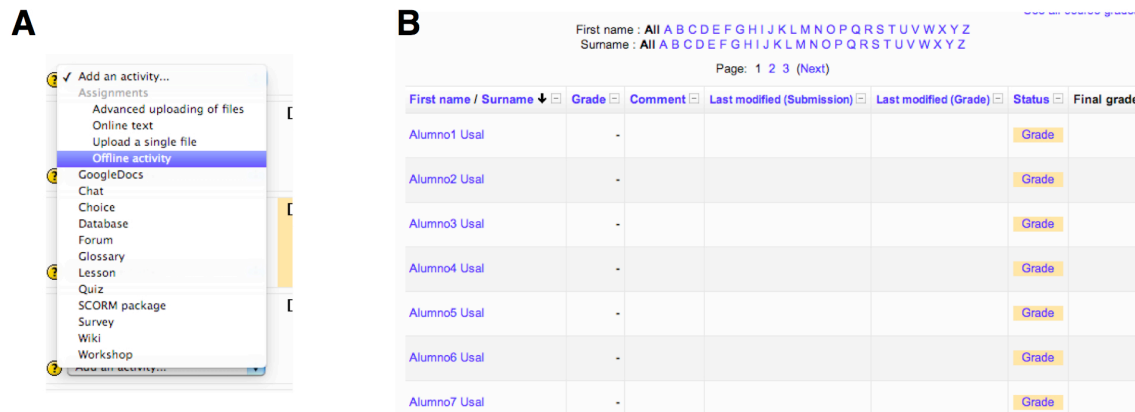 A
✓ Add an activity...
Assignments
Advanced uploading of files
Online text
Upload a single file
Offline activity
GoogleDocs
Chat
Choice
Database
Forum
Glossary
Lesson
Quiz
SCORM package
Survey
Wiki
Workshop
Add an activity...
B
First name : All A B C D E F G H I J K L M N O P Q R S T U V W X Y Z
Surname : All A B C D E F G H I J K L M N O P Q R S T U V W X Y Z
Page: 1 2 3 (Next)
First name / Surname ↓ Grade Comment Last modified (Submission) Last modified (Grade) Status Final grade
Alumno1 Usal - Grade
Alumno2 Usal - Grade
Alumno3 Usal - Grade
Alumno4 Usal - Grade
Alumno5 Usal - Grade
Alumno6 Usal - Grade
Alumno7 Usal - Grade